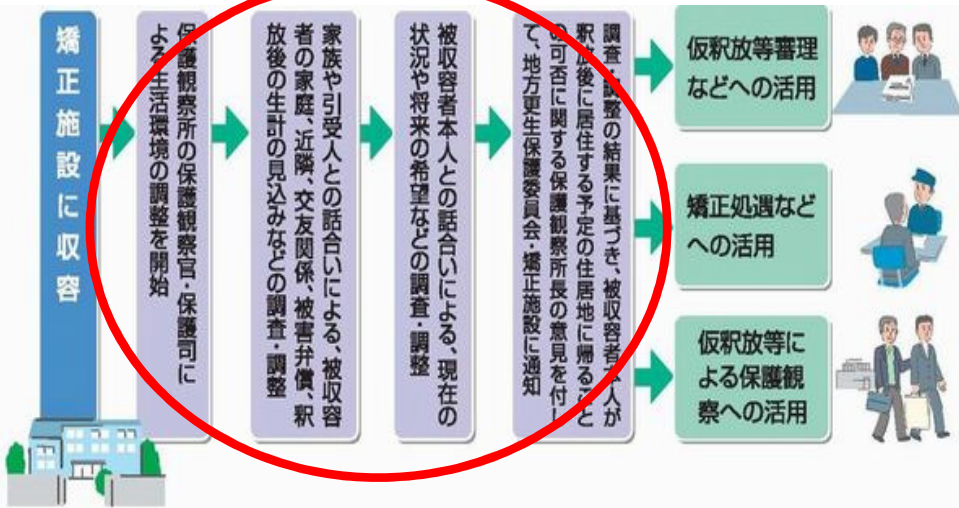 矯正施設に収容
保護観察所の保護観察官・保護司に
よる生活環境の調整を開始
家族や引受人との話合いによる、被収容
者の家庭、近隣、交友関係、被害弁償、釈
放後の生計の見込みなどの調査・調整
被収容者本人との話合いによる、現在の
状況や将来の希望などの調査・調整
調査・調整の結果に基づき、被収容者本人が
釈放後に居住する予定の住居地に帰ること
の可否に関する保護観察所長の意見を付し
て、地方更生保護委員会・矯正施設に通知
仮釈放等審理
などへの活用
矯正処遇など
への活用
仮釈放等に
よる保護観
察への活用